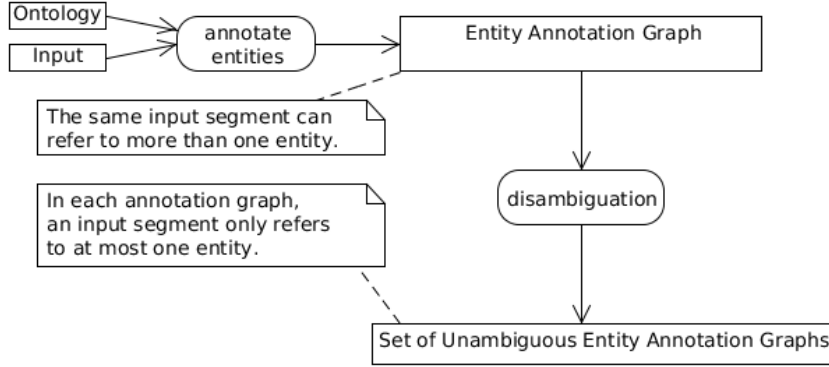 Ontology
Input
annotate
entities
Entity Annotation Graph
The same input segment can
refer to more than one entity.
In each annotation graph,
an input segment only refers
to at most one entity.
disambiguation
Set of Unambiguous Entity Annotation Graphs